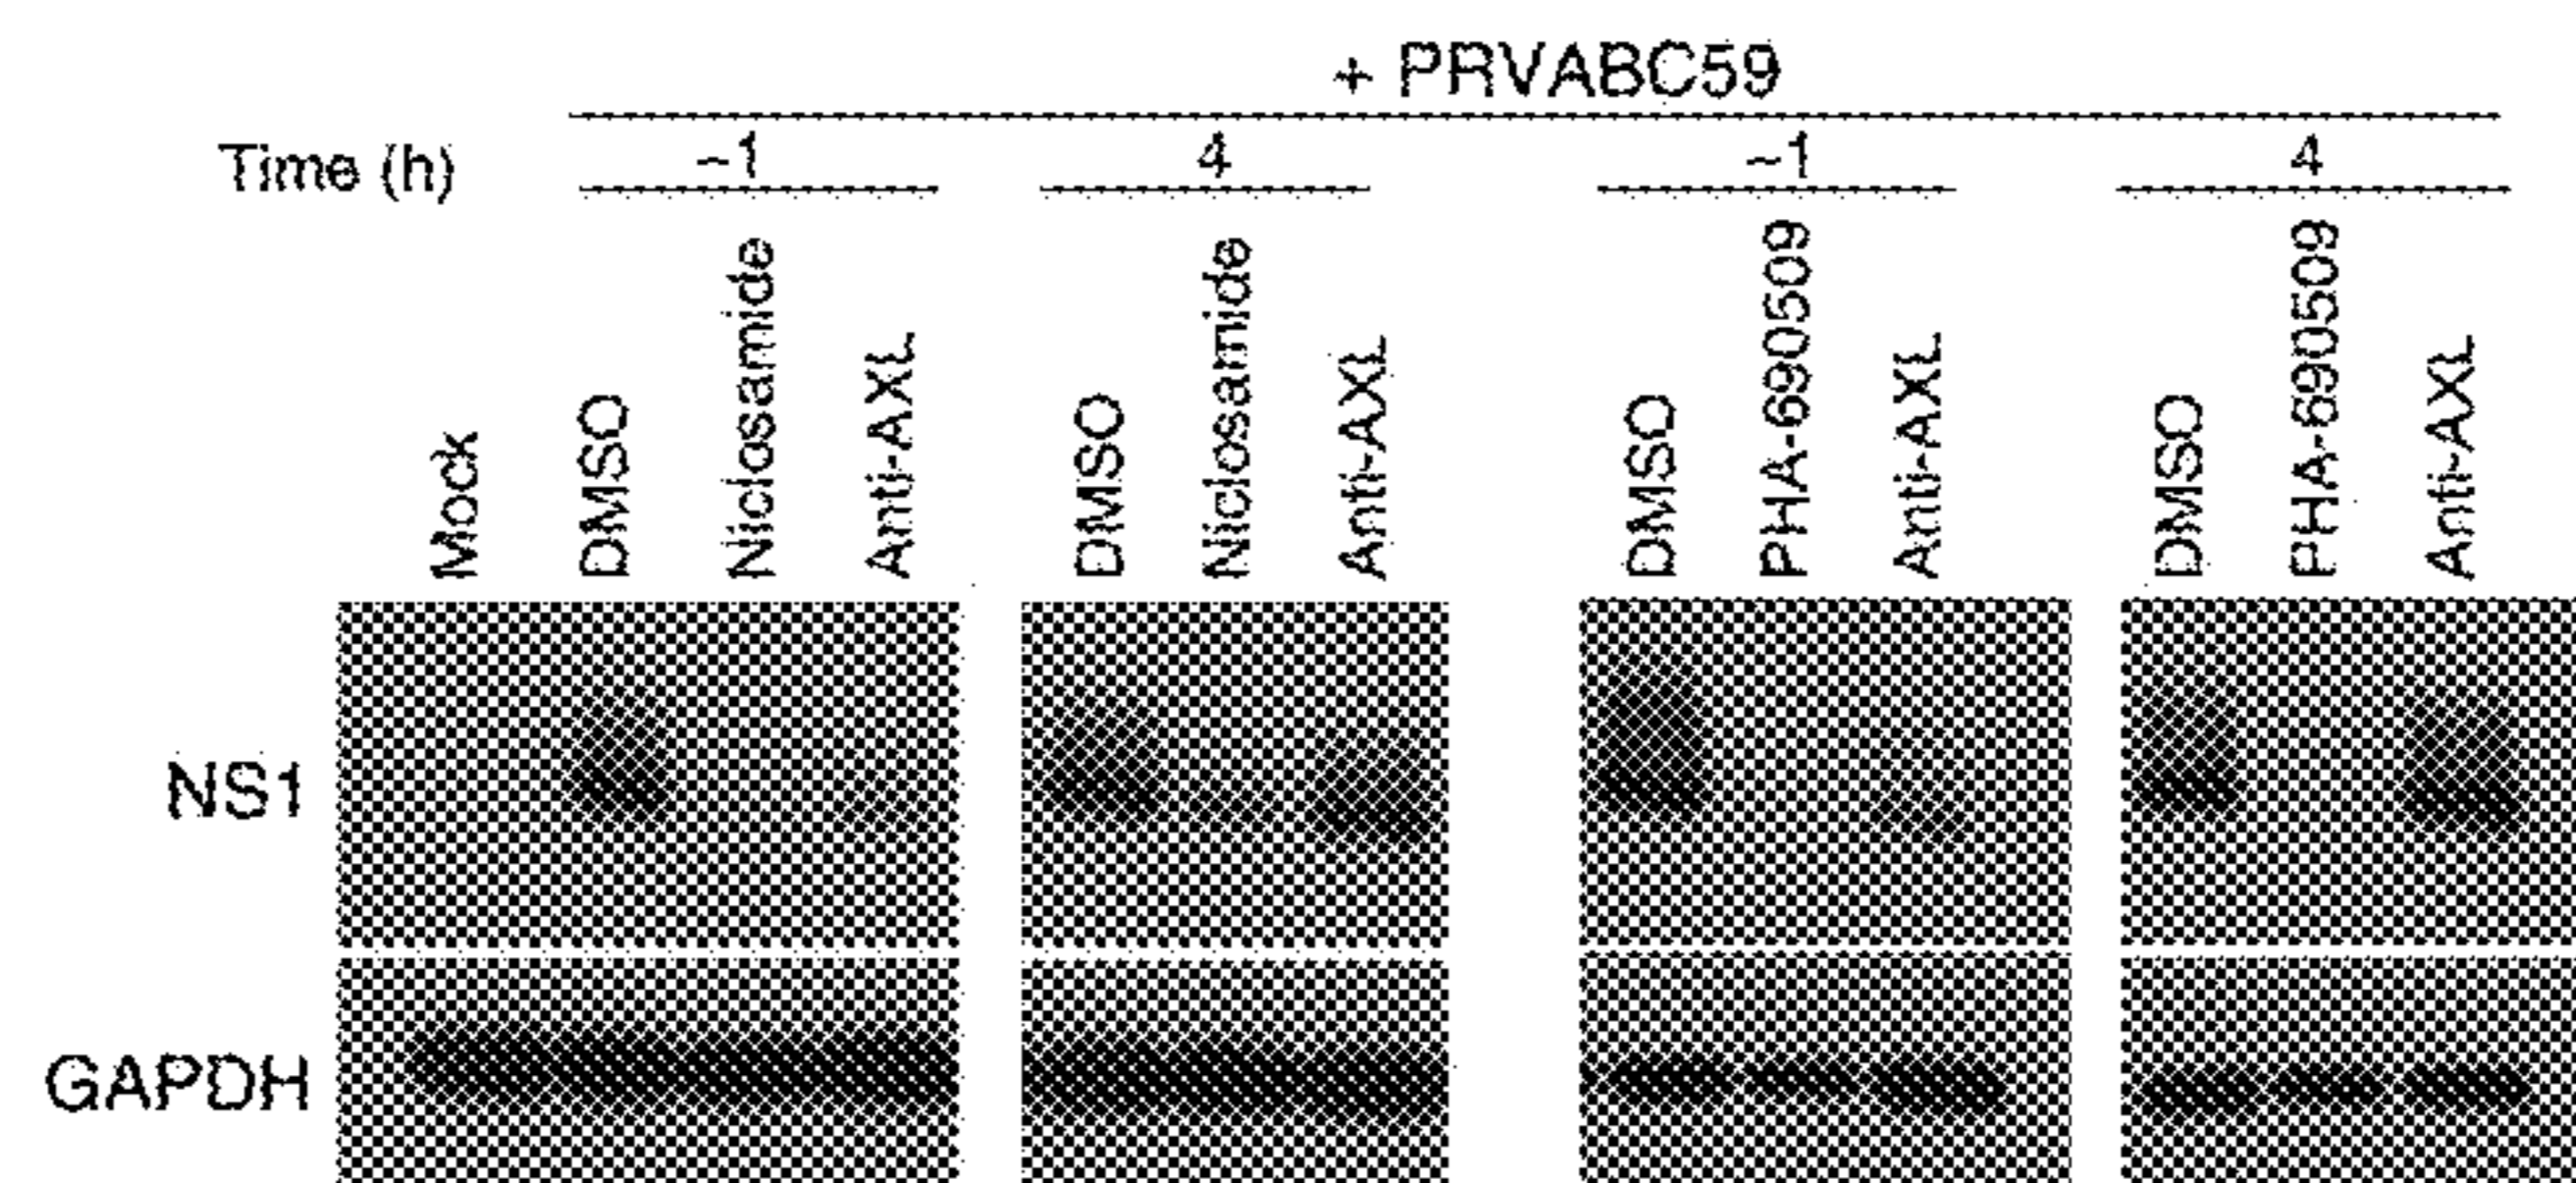 + PRVABC59
Time (h) −1 4 −1 4
Mock DMSO Niclosamide Anti-AXL DMSO Niclosamide Anti-AXL DMSO PHA-690509 Anti-AXL DMSO PHA-690509 Anti-AXL
NS1
GAPDH